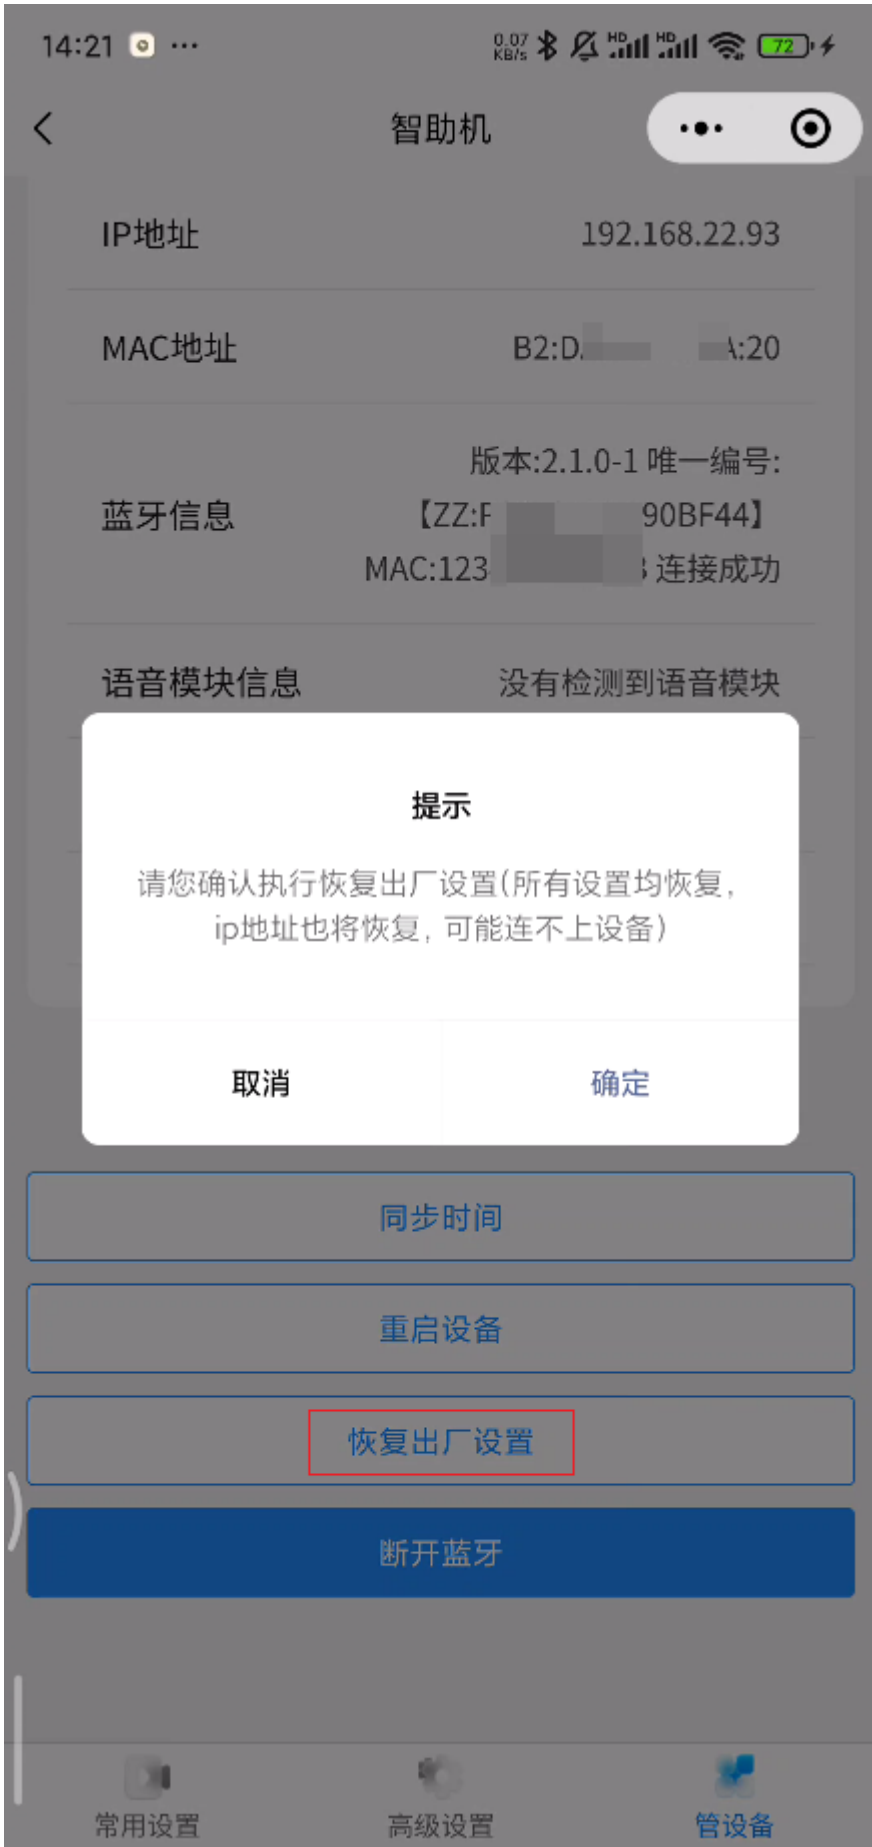 14:21
0.07 KB/s HD HD 72
智助机
IP地址 192.168.22.93
MAC地址 B2:D A:20
版本:2.1.0-1 唯一编号:
蓝牙信息 【ZZ:F 90BF44】
MAC:123 连接成功
语音模块信息 没有检测到语音模块
提示
请您确认执行恢复出厂设置(所有设置均恢复,
ip地址也将恢复, 可能连不上设备)
取消 确定
同步时间
重启设备
恢复出厂设置
断开蓝牙
常用设置 高级设置 管设备